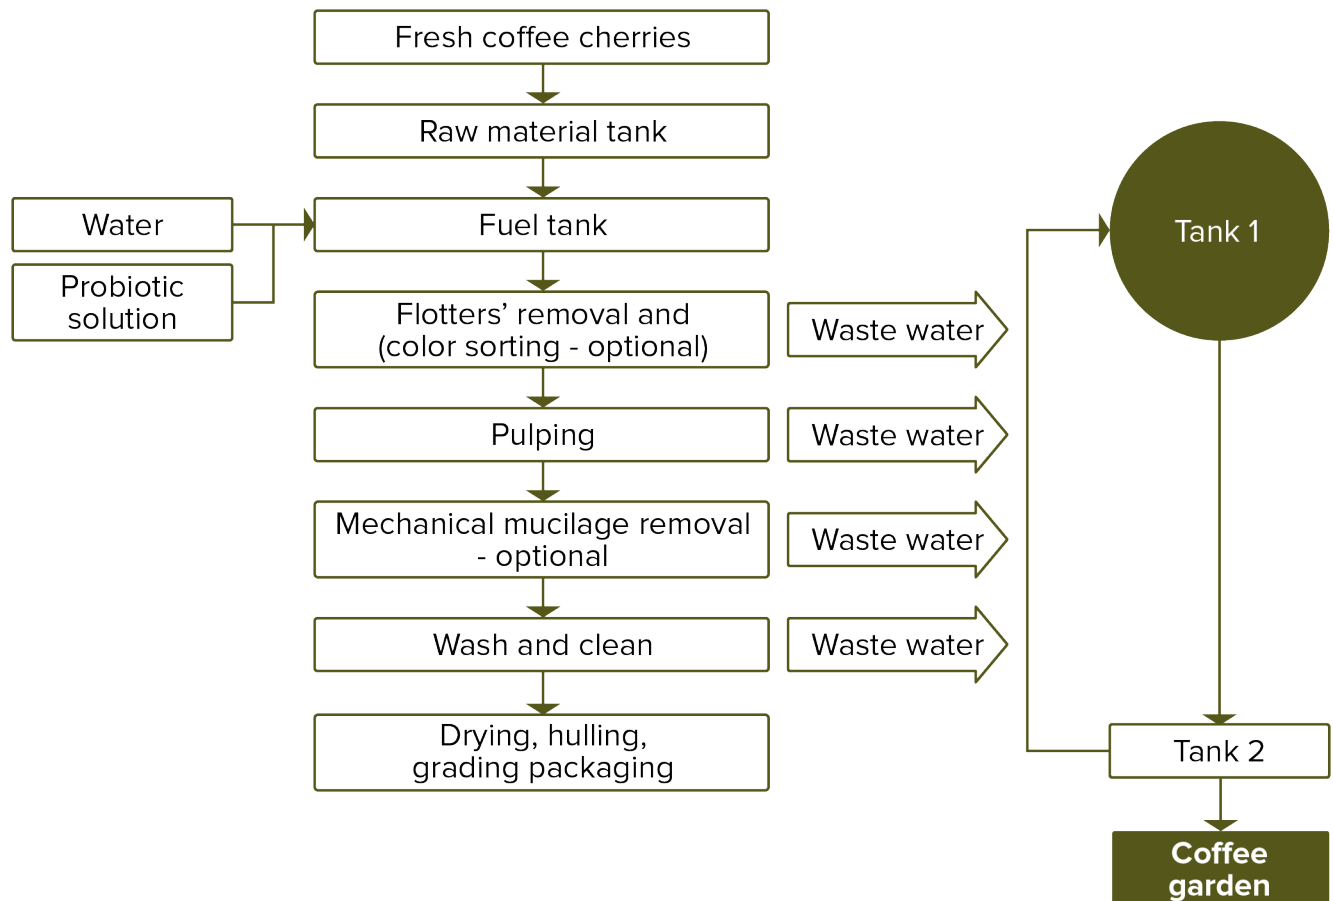 Fresh coffee cherries
Raw material tank
Water
Probiotic
solution
Fuel tank
Flotters’ removal and
(color sorting - optional)
Waste water
Pulping
Waste water
Mechanical mucilage removal
- optional
Waste water
Wash and clean
Waste water
Drying, hulling,
grading packaging
Tank 1
Tank 2
Coffee
garden